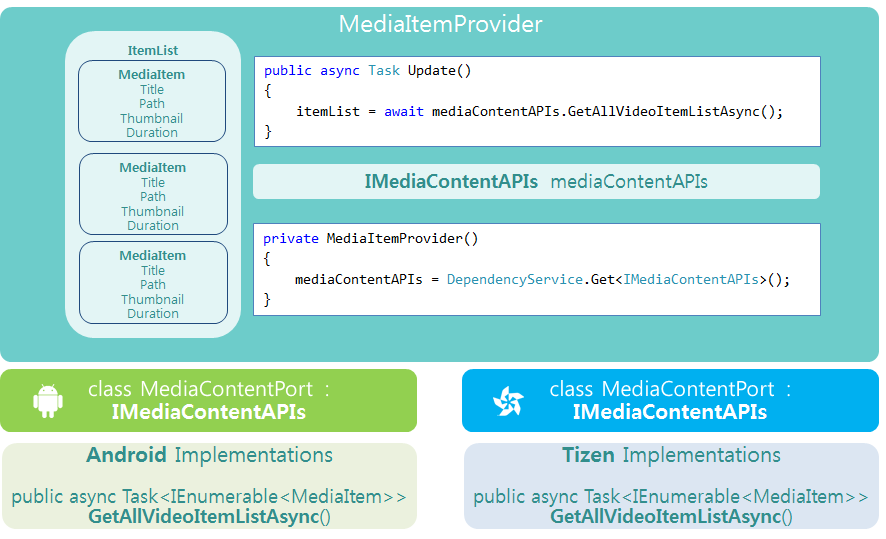 MediaItemProvider
ItemList
MediaItem
Title
Path
Thumbnail
Duration
MediaItem
Title
Path
Thumbnail
Duration
MediaItem
Title
Path
Thumbnail
Duration
public async Task Update()
{
itemList = await mediaContentAPIs.GetAllVideoItemListAsync();
}
IMediaContentAPIs mediaContentAPIs
private MediaItemProvider()
{
mediaContentAPIs = DependencyService.Get<IMediaContentAPIs>();
}
class MediaContentPort :
IMediaContentAPIs
Android Implementations
public async Task<IEnumerable<MediaItem>>
GetAllVideoItemListAsync()
class MediaContentPort :
IMediaContentAPIs
Tizen Implementations
public async Task<IEnumerable<MediaItem>>
GetAllVideoItemListAsync()